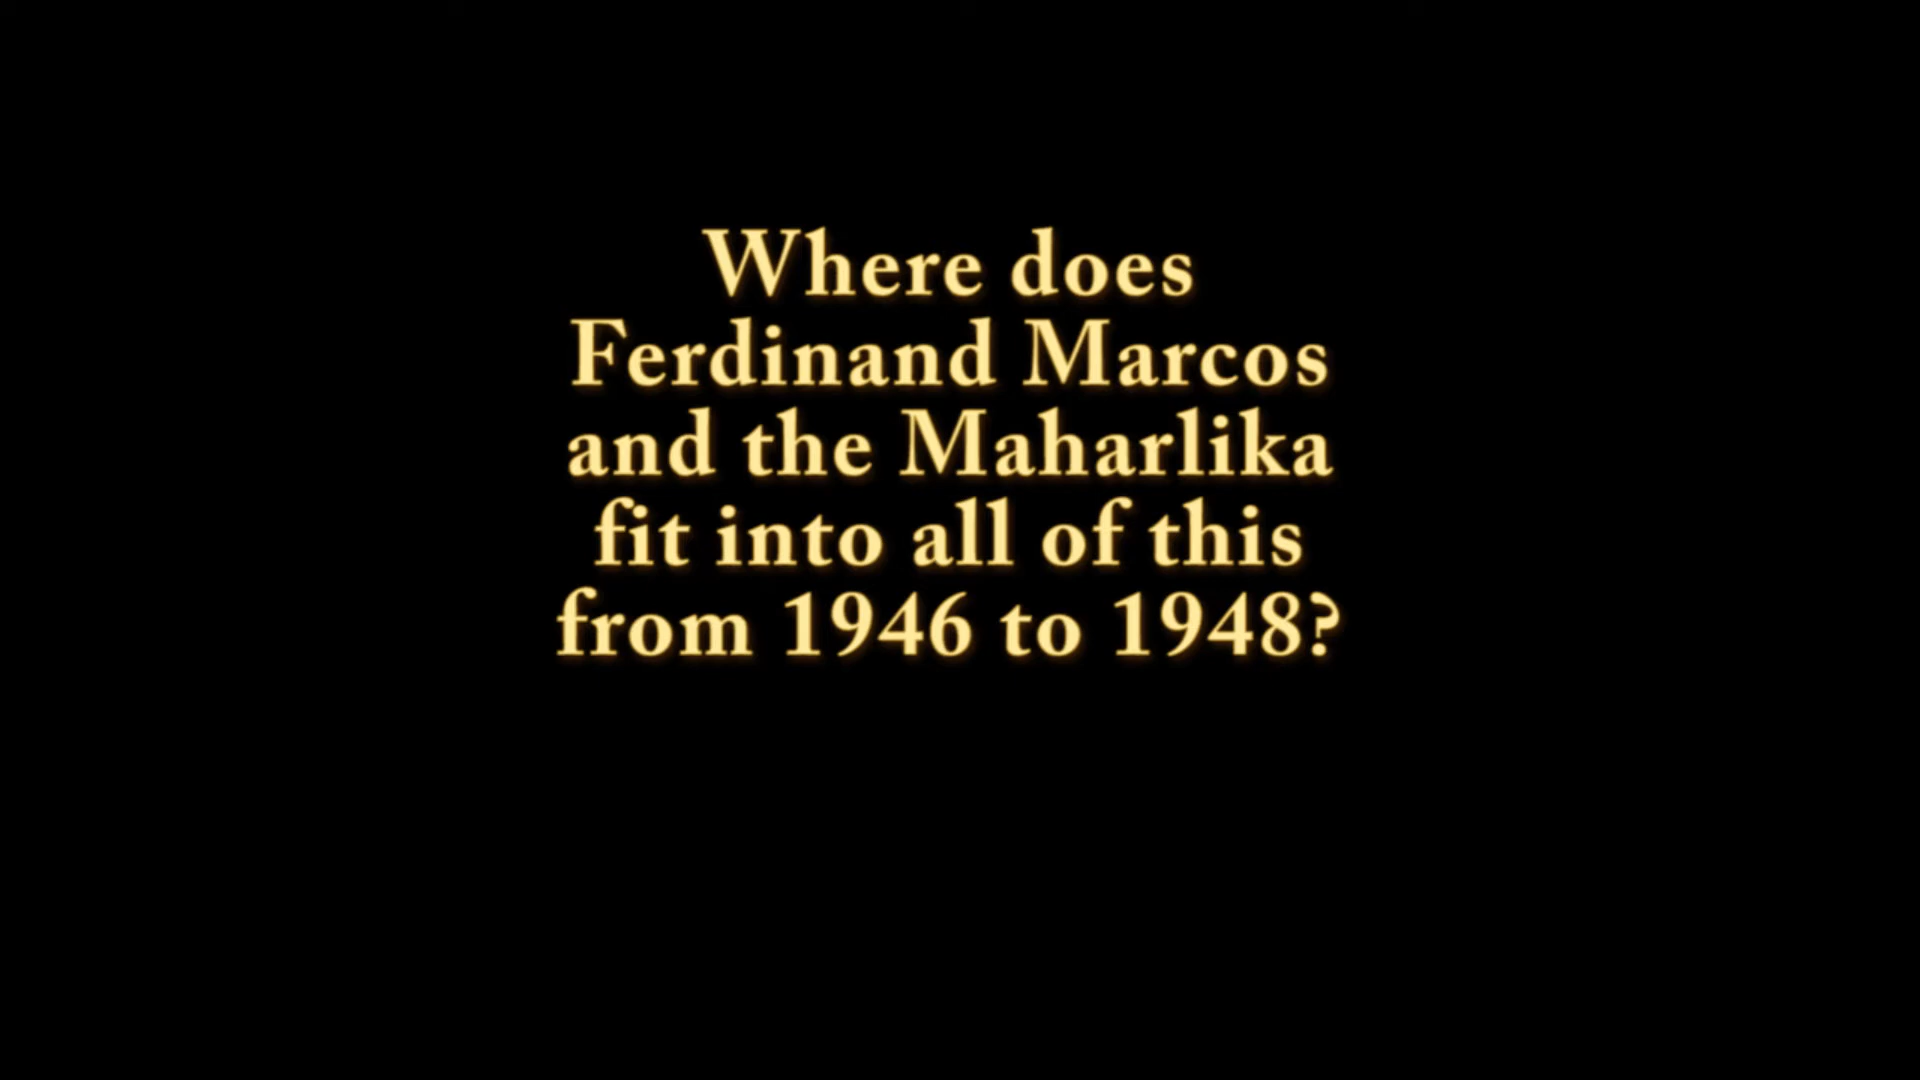 Where does
Ferdinand Marcos
and the Maharlika
fit into all of this
from 1946 to 1948?